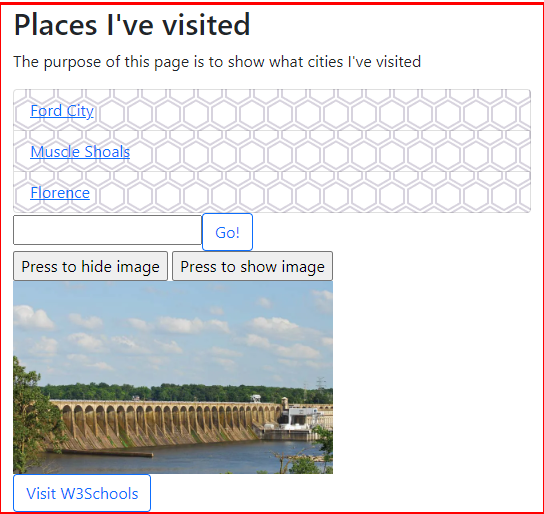 Places I've visited
The purpose of this page is to show what cities I've visited
Ford City
Muscle Shoals
Florence
Go!
Press to hide image Press to show image
Visit W3Schools